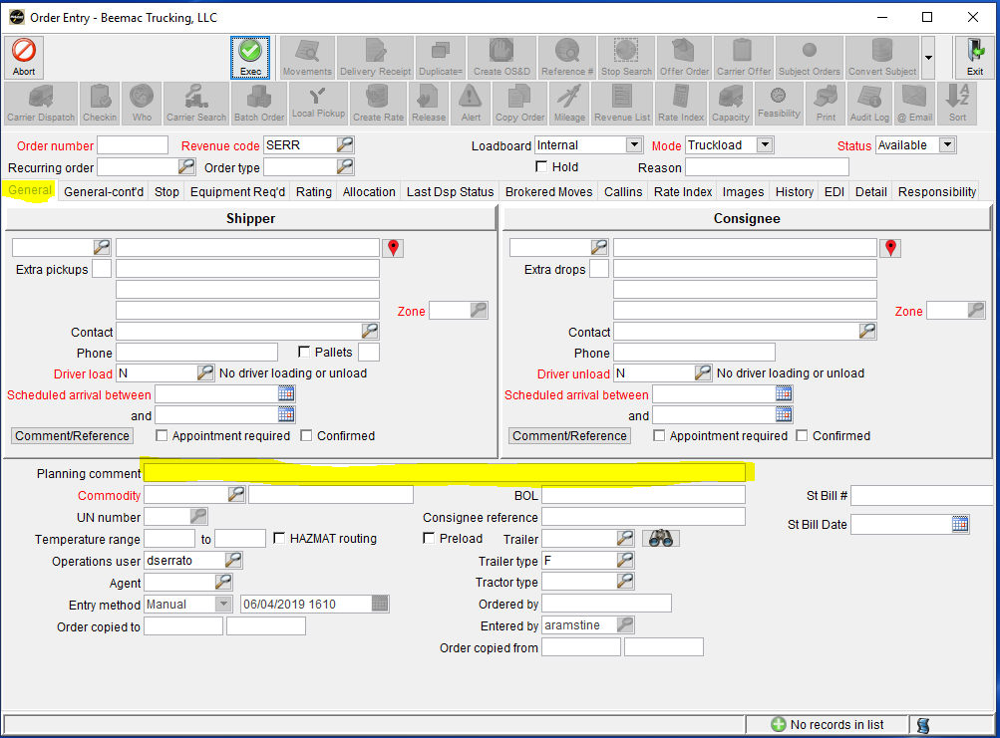 Order Entry - Beemac Trucking, LLC
Abort Exec Movements Delivery Receipt Duplicate= Create OS&D Reference # Stop Search Offer Order Carrier Offer Subject Orders Convert Subject Exit
Carrier Dispatch Checkin Who Carrier Search Batch Order Local Pickup Create Rate Release Alert Copy Order Mileage Revenue List Rate Index Capacity Feasibility Print Audit Log @ Email Sort
Order number Revenue code SERR Loadboard Internal Mode Truckload Status Available
Recurring order Order type Hold Reason
General General-cont'd Stop Equipment Req'd Rating Allocation Last Dsp Status Brokered Moves Callins Rate Index Images History EDI Detail Responsibility
Shipper Consignee
Extra pickups Extra drops
Zone Zone
Contact Contact
Phone Pallets Phone
Driver load N No driver loading or unload Driver unload N No driver loading or unload
Scheduled arrival between Scheduled arrival between
and and
Comment/Reference Appointment required Confirmed Comment/Reference Appointment required Confirmed
Planning comment
Commodity BOL St Bill #
UN number Consignee reference St Bill Date
Temperature range to HAZMAT routing Preload Trailer
Operations user dserrato Trailer type F
Agent Tractor type
Entry method Manual 06/04/2019 1610 Ordered by
Order copied to Entered by aramstine
Order copied from
No records in list